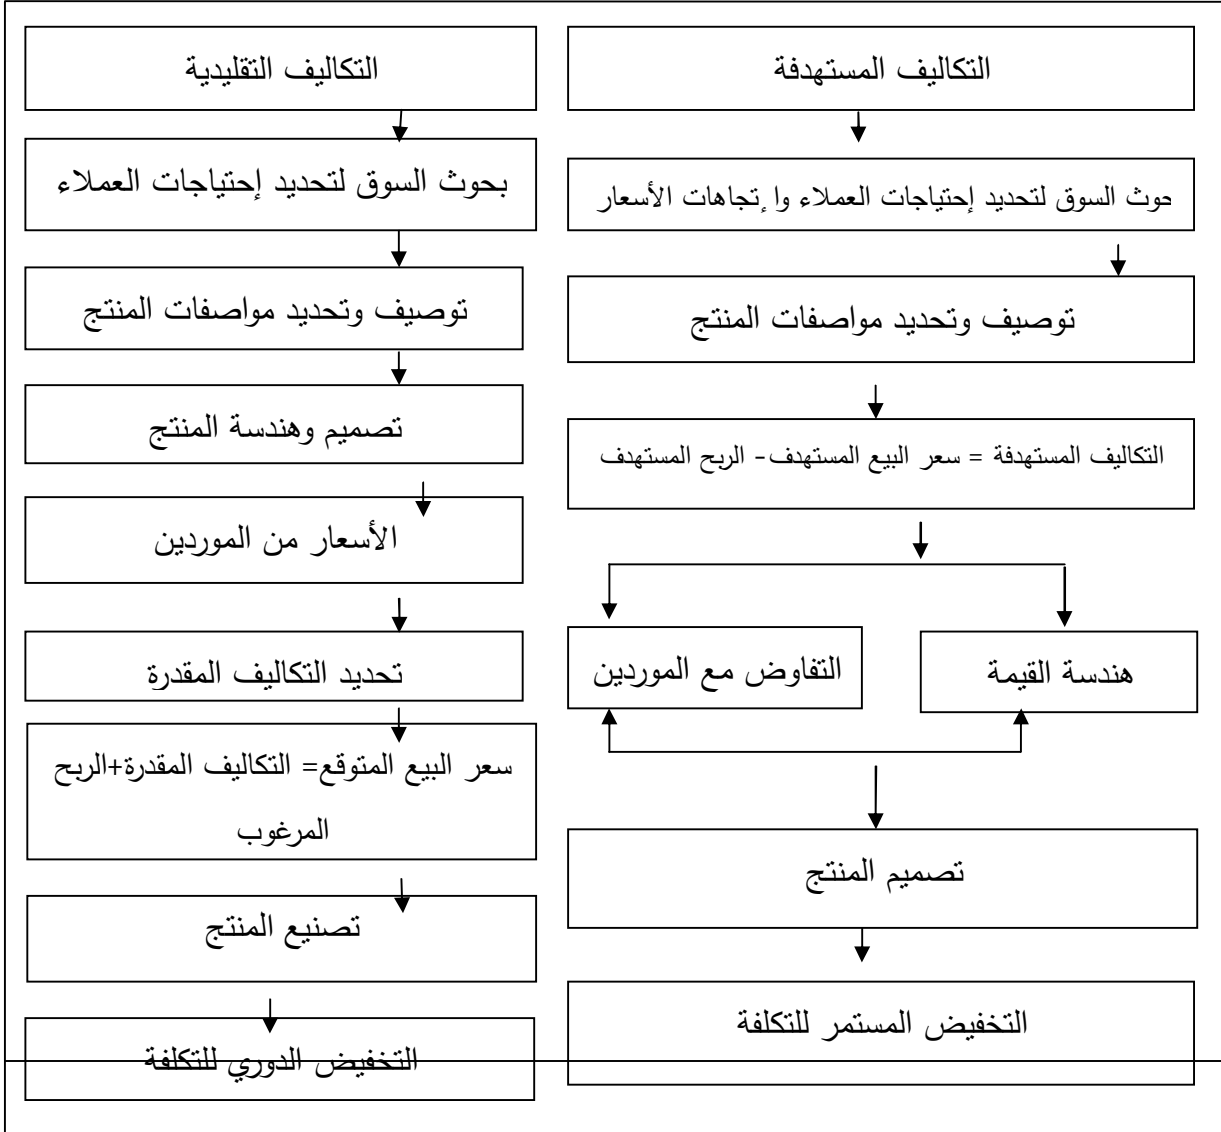 التكاليف المستهدفة
حوث السوق لتحديد إحتياجات العملاء وا ٕتجاهات الأسعار
توصيف وتحديد مواصفات المنتج
التكاليف المستهدفة = سعر البيع المستهدف- الربح المستهدف
هندسة القيمة
التفاوض مع الموردين
تصميم المنتج
التخفيض المستمر للتكلفة
التكاليف التقليدية
بحوث السوق لتحديد إحتياجات العملاء
توصيف وتحديد مواصفات المنتج
تصميم وهندسة المنتج
الأسعار من الموردين
تحديد التكاليف المقدرة
سعر البيع المتوقع= التكاليف المقدرة+الربح
المرغوب
تصنيع المنتج
التخفيض الدوري للتكلفة